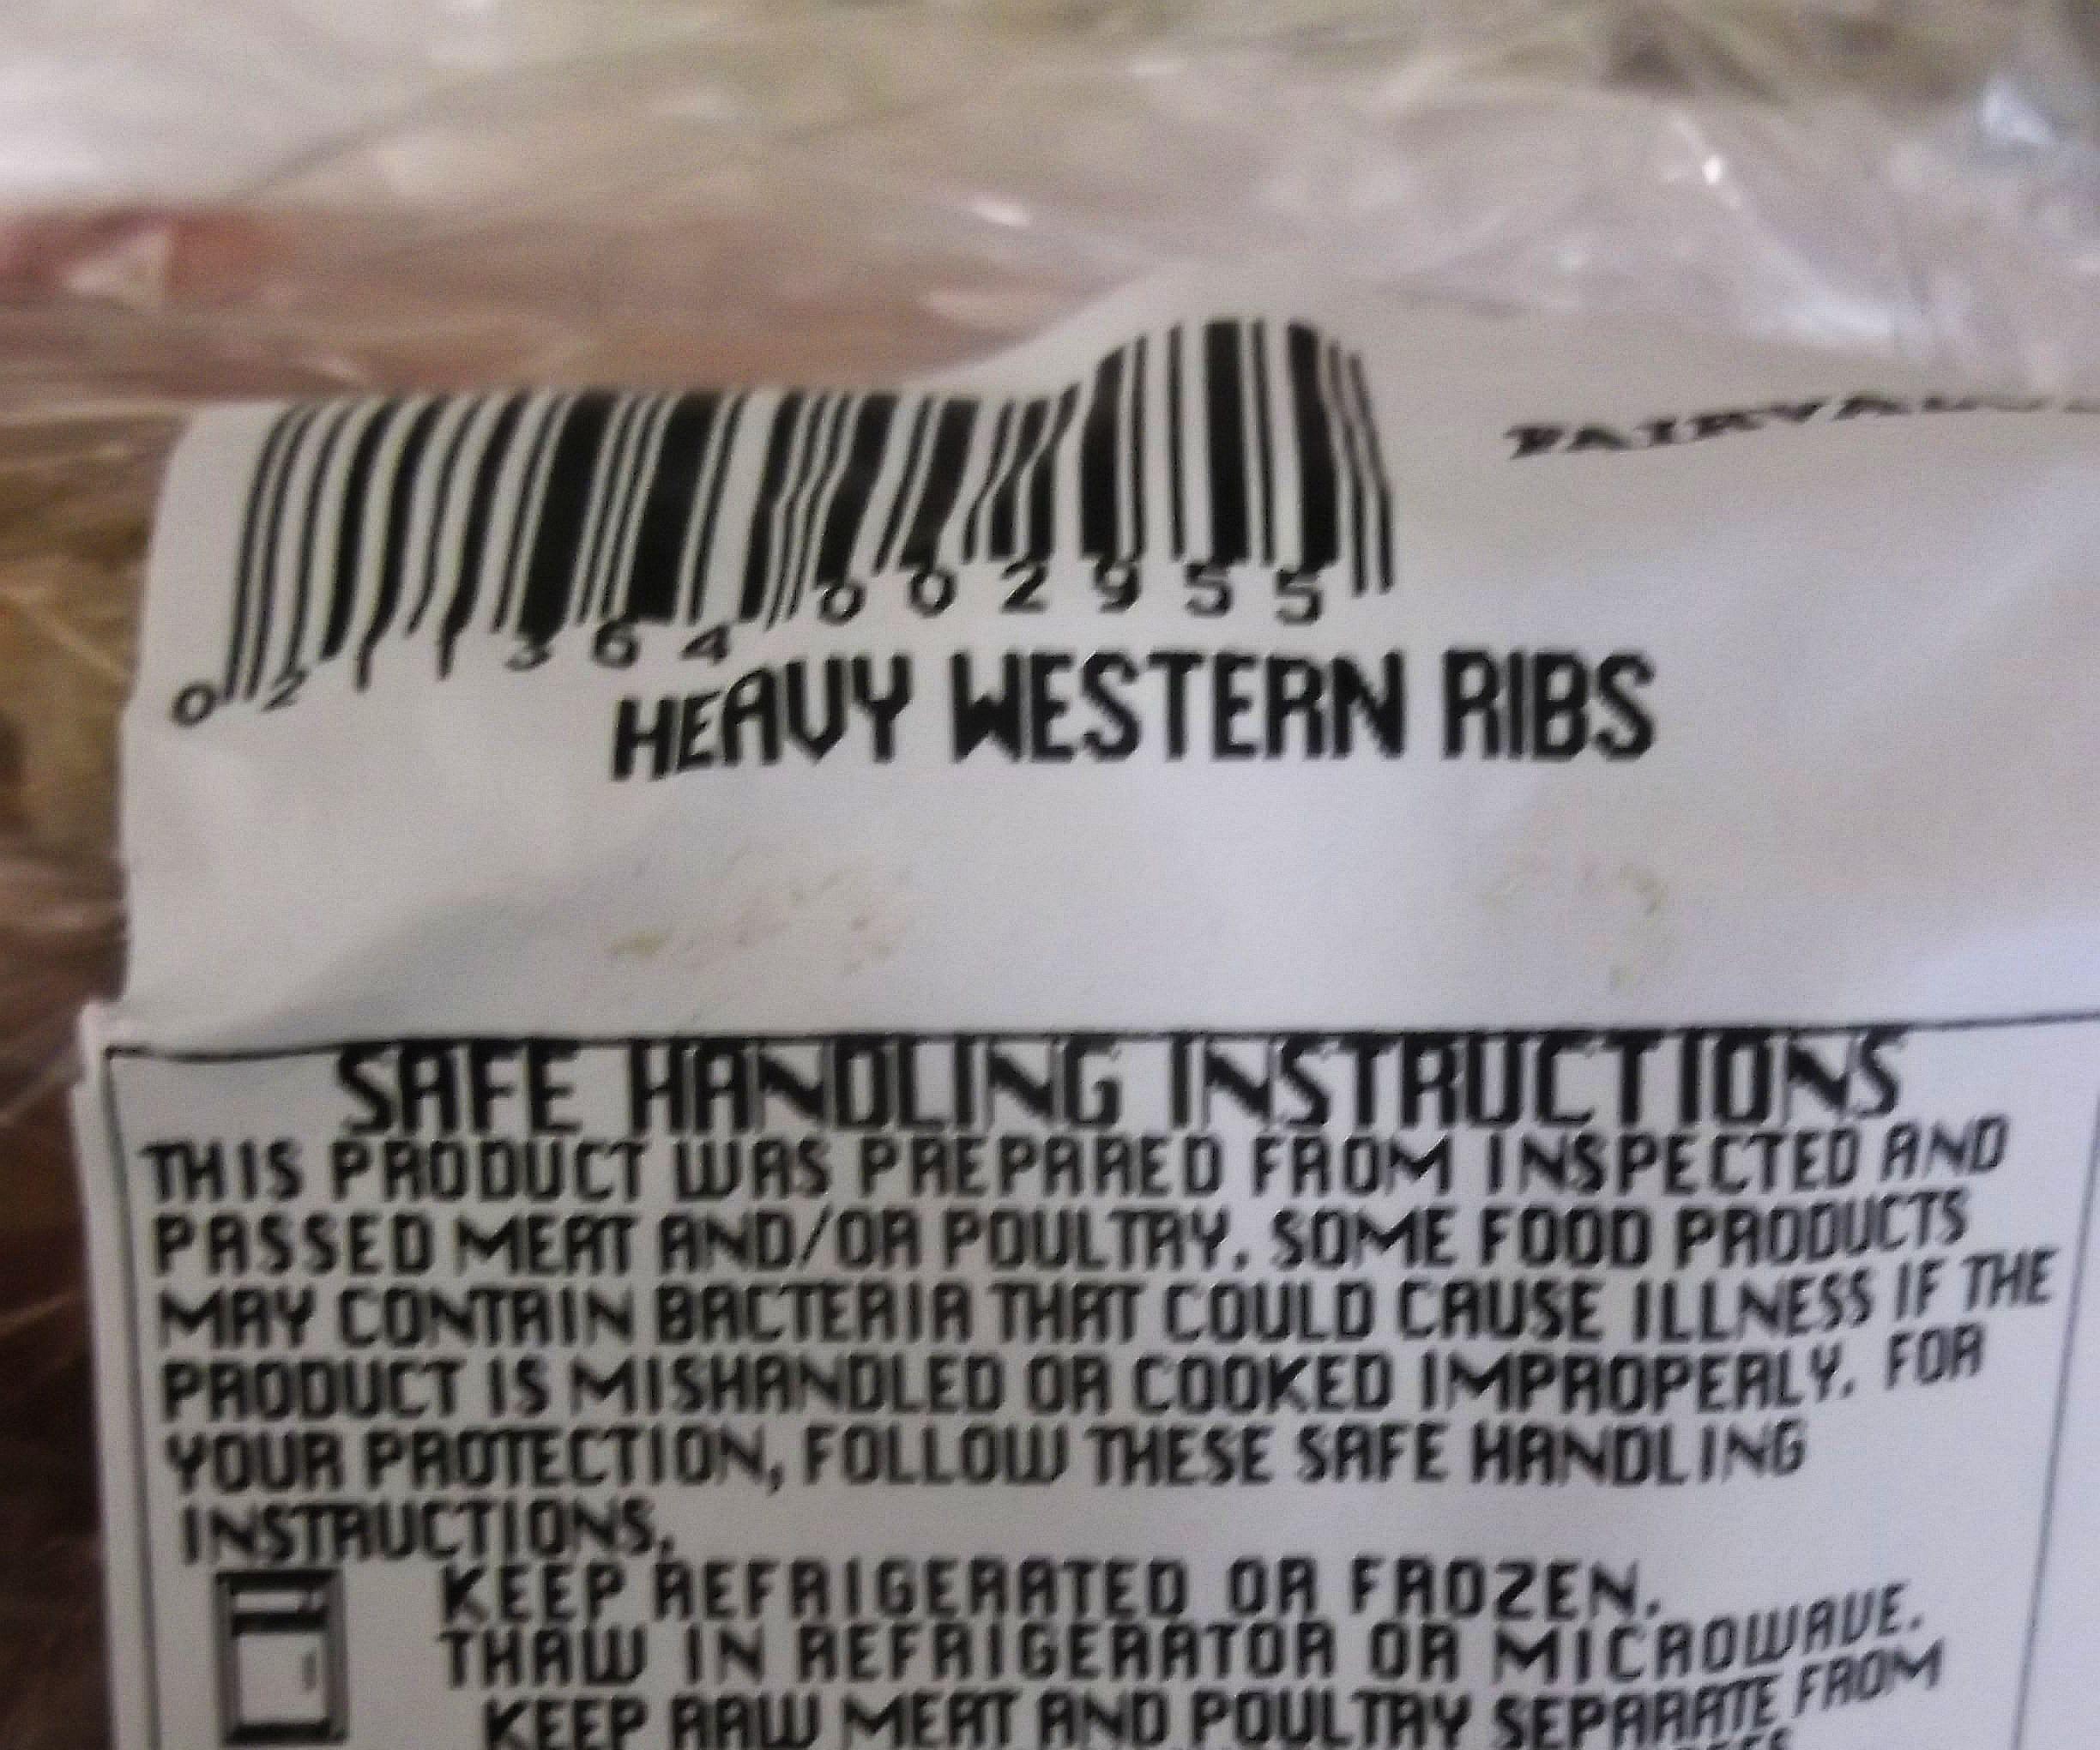 0 21 1364 002955
HEAVY WESTERN RIBS
SAFE HANDLING INSTRUCTIONS
THIS PRODUCT WAS PREPARED FROM INSPECTED AND
PASSED MEAT AND/OR POULTRY. SOME FOOD PRODUCTS
MAY CONTAIN BACTERIA THAT COULD CAUSE ILLNESS IF THE
PRODUCT IS MISHANDLED OR COOKED IMPROPERLY. FOR
YOUR PROTECTION, FOLLOW THESE SAFE HANDLING
INSTRUCTIONS.
KEEP REFRIGERATED OR FROZEN.
THAW IN REFRIGERATOR OR MICROWAVE.
KEEP RAW MEAT AND POULTRY SEPARATE FROM